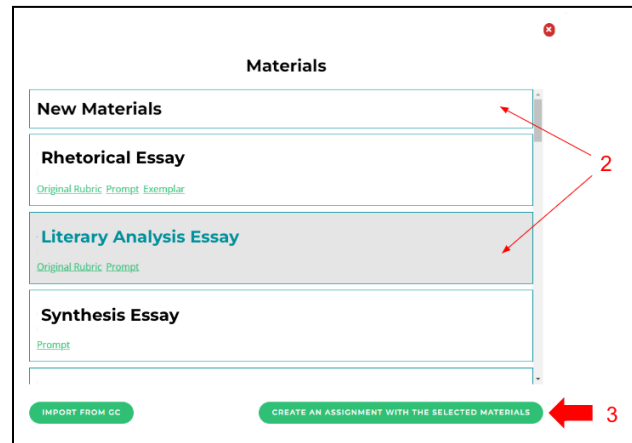 Materials
New Materials
2
Rhetorical Essay
Original Rubric Prompt Exemplar
Literary Analysis Essay
Original Rubric Prompt
Synthesis Essay
Prompt
IMPORT FROM GC
CREATE AN ASSIGNMENT WITH THE SELECTED MATERIALS
3